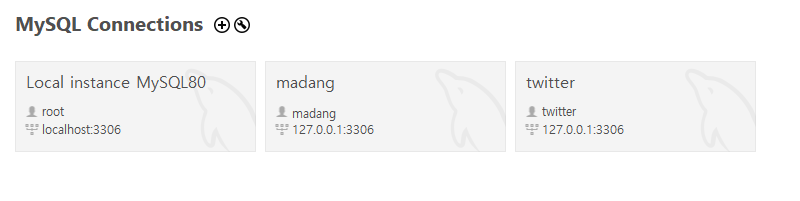 MySQL Connections
Local instance MySQL80
root
localhost:3306
madang
madang
127.0.0.1:3306
twitter
twitter
127.0.0.1:3306